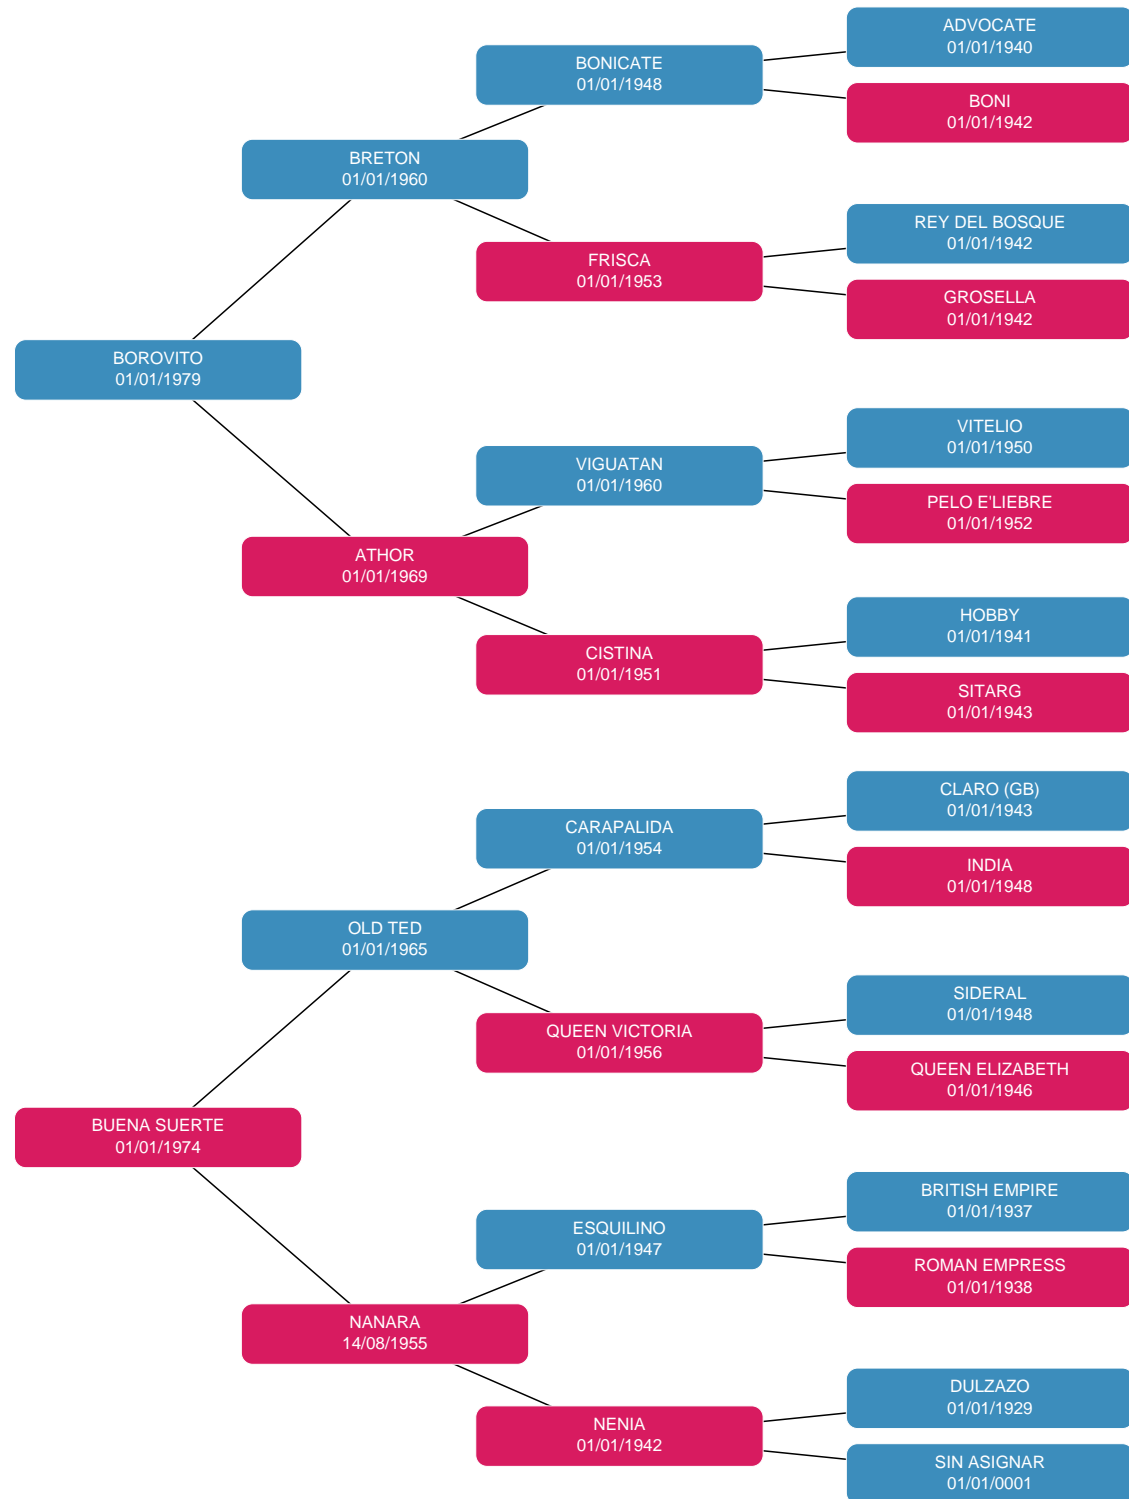 ADVOCATE
01/01/1940
BONICATE
01/01/1948
BONI
01/01/1942
BRETON
01/01/1960
REY DEL BOSQUE
01/01/1942
FRISCA
01/01/1953
GROSELLA
01/01/1942
BOROVITO
01/01/1979
VITELIO
01/01/1950
VIGUATAN
01/01/1960
PELO E'LIEBRE
01/01/1952
ATHOR
01/01/1969
HOBBY
01/01/1941
CISTINA
01/01/1951
SITARG
01/01/1943
CLARO (GB)
01/01/1943
CARAPALIDA
01/01/1954
INDIA
01/01/1948
OLD TED
01/01/1965
SIDERAL
01/01/1948
QUEEN VICTORIA
01/01/1956
QUEEN ELIZABETH
01/01/1946
BUENA SUERTE
01/01/1974
BRITISH EMPIRE
01/01/1937
ESQUILINO
01/01/1947
ROMAN EMPRESS
01/01/1938
NANARA
14/08/1955
DULZAZO
01/01/1929
NENIA
01/01/1942
SIN ASIGNAR
01/01/0001